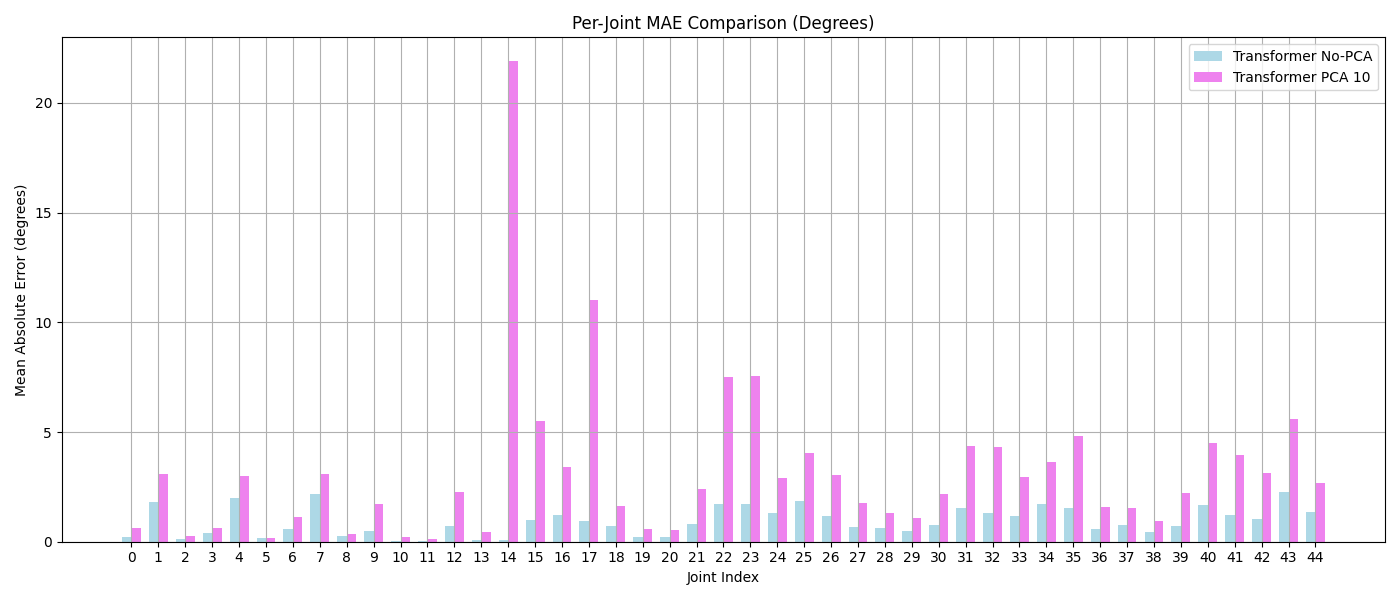 Per-Joint MAE Comparison (Degrees)
Transformer No-PCA
Transformer PCA 10
Mean Absolute Error (degrees)
20
15
10
5
0
0 1 2 3 4 5 6 7 8 9 10 11 12 13 14 15 16 17 18 19 20 21 22 23 24 25 26 27 28 29 30 31 32 33 34 35 36 37 38 39 40 41 42 43 44
Joint Index